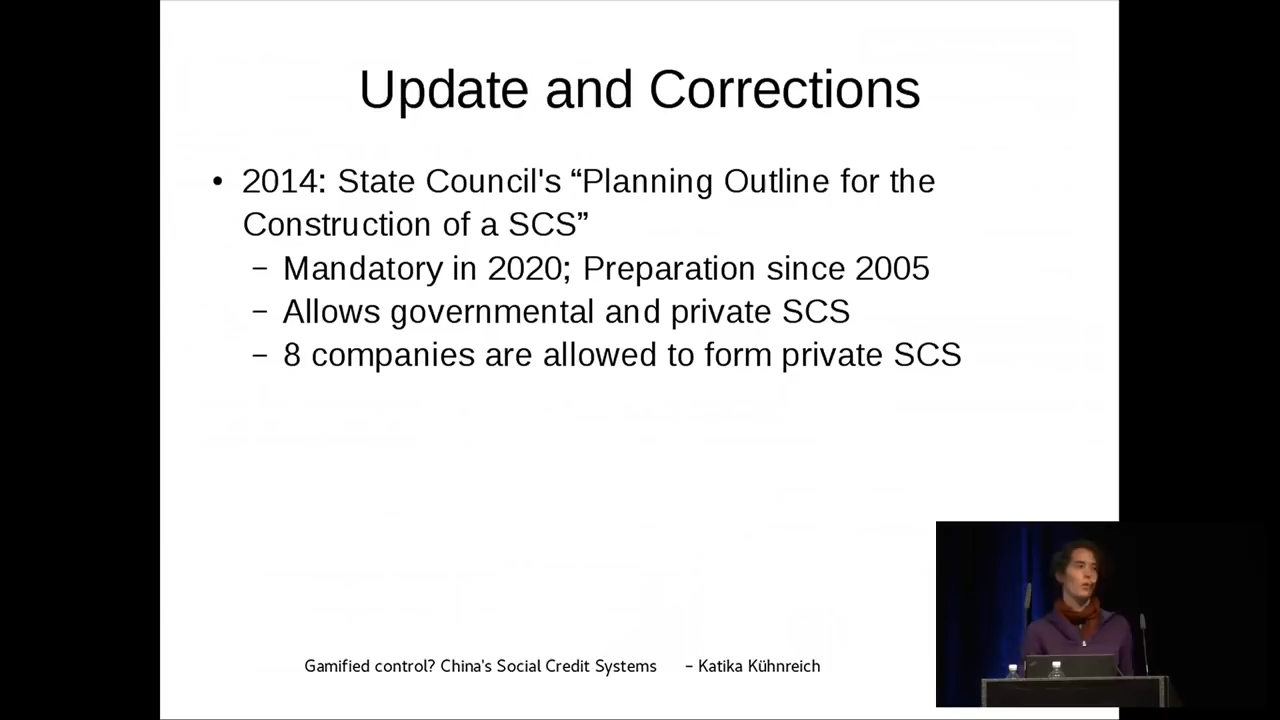 Update and Corrections
• 2014: State Council's “Planning Outline for the
Construction of a SCS”
– Mandatory in 2020; Preparation since 2005
– Allows governmental and private SCS
– 8 companies are allowed to form private SCS
Gamified control? China's Social Credit Systems – Katika Kühnreich